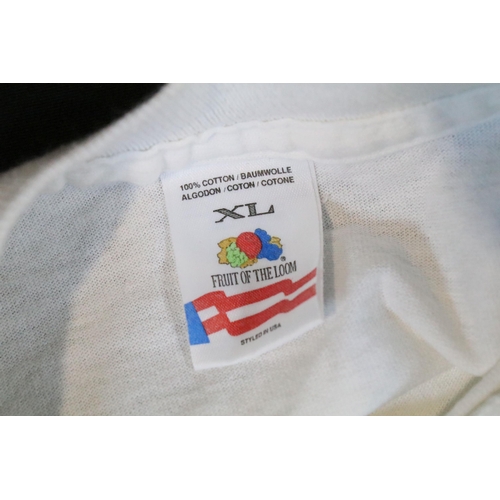 100% COTTON / BAUMWOLLE
ALGODON / COTON / COTONE
XL
®
FRUIT OF THE LOOM
STYLED IN USA